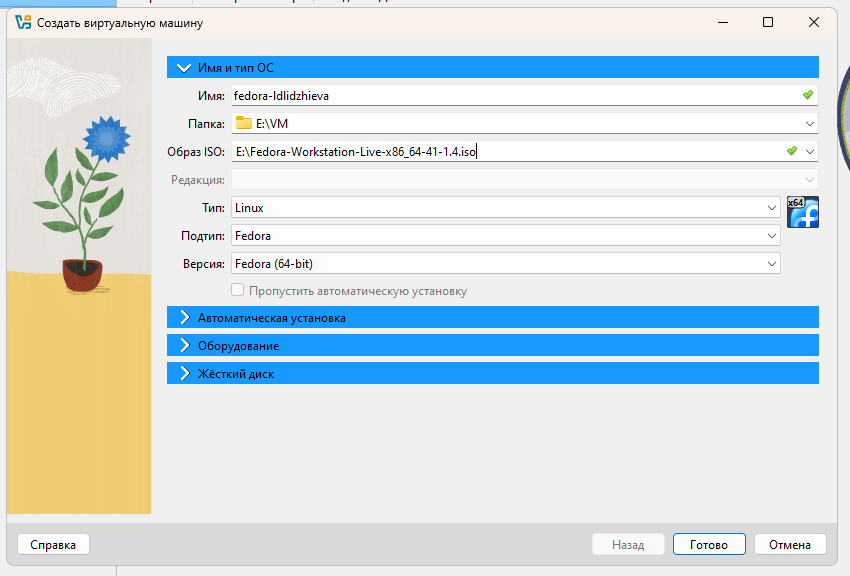 Создать виртуальную машину
Имя и тип ОС
Имя: fedora-ldlidzhieva
Папка: E:\VM
Образ ISO: E:\Fedora-Workstation-Live-x86_64-41-1.4.iso
Редакция:
Тип: Linux
x64
Подтип: Fedora
Версия: Fedora (64-bit)
Пропустить автоматическую установку
Автоматическая установка
Оборудование
Жёсткий диск
Справка Назад Готово Отмена